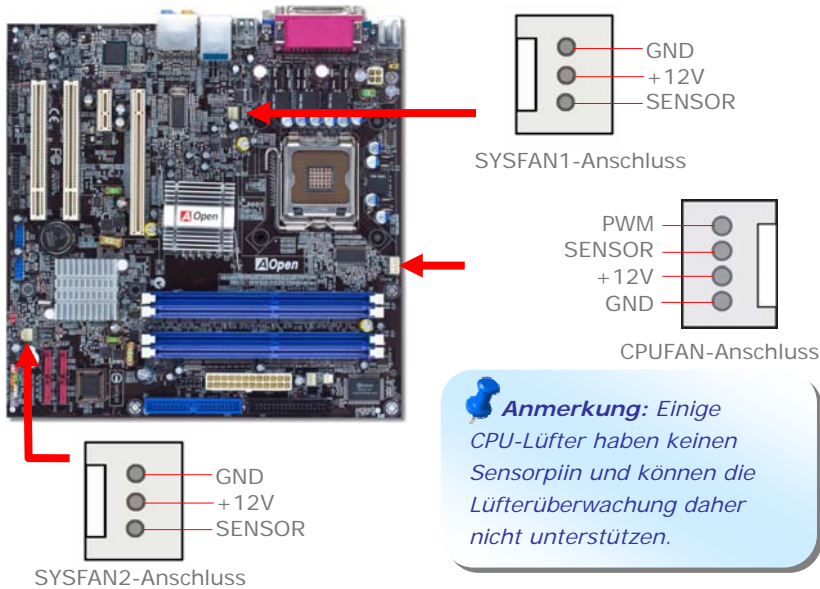 GND
+12V
SENSOR
SYSFAN1-Anschluss
AOpen
AOpen
PWM
SENSOR
+12V
GND
CPUFAN-Anschluss
Anmerkung: Einige
CPU-Lüfter haben keinen
Sensorpiin und können die
Lüfterüberwachung daher
nicht unterstützen.
GND
+12V
SENSOR
SYSFAN2-Anschluss